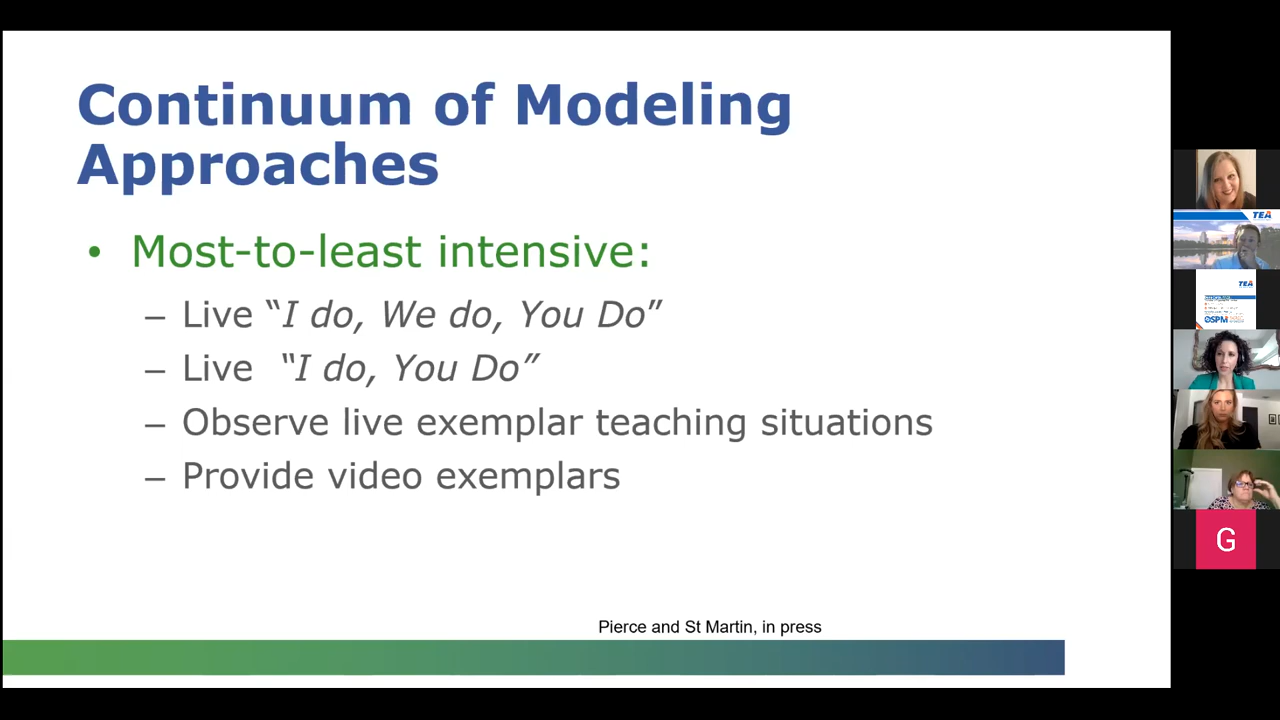 Continuum of Modeling
Approaches
• Most-to-least intensive:
– Live “I do, We do, You Do”
– Live “I do, You Do”
– Observe live exemplar teaching situations
– Provide video exemplars
Pierce and St Martin, in press
TEA
TEA
OSPM
G